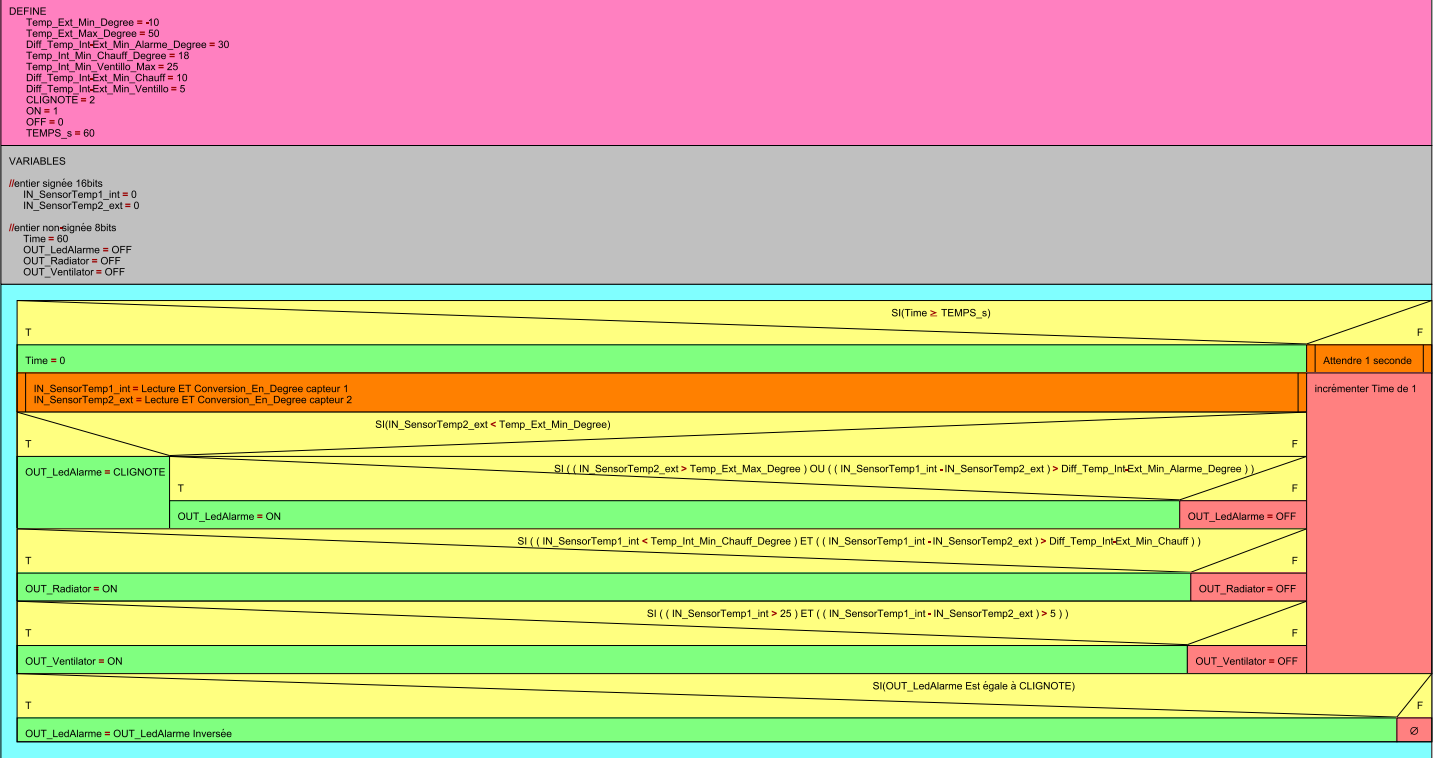 DEFINE
Temp_Ext_Min_Degree = -10
Temp_Ext_Max_Degree = 50
Diff_Temp_Int-Ext_Min_Alarme_Degree = 30
Temp_Int_Min_Chauff_Degree = 18
Temp_Int_Min_Ventillo_Max = 25
Diff_Temp_Int-Ext_Min_Chauff = 10
Diff_Temp_Int-Ext_Min_Ventillo = 5
CLIGNOTE = 2
ON = 1
OFF = 0
TEMPS_s = 60
VARIABLES
//entier signée 16bits
IN_SensorTemp1_int = 0
IN_SensorTemp2_ext = 0
//entier non-signée 8bits
Time = 60
OUT_LedAlarme = OFF
OUT_Radiator = OFF
OUT_Ventilator = OFF
SI(Time ≥ TEMPS_s)
T
F
Time = 0
Attendre 1 seconde
IN_SensorTemp1_int = Lecture ET Conversion_En_Degree capteur 1
IN_SensorTemp2_ext = Lecture ET Conversion_En_Degree capteur 2
incrémenter Time de 1
SI(IN_SensorTemp2_ext < Temp_Ext_Min_Degree)
T
F
OUT_LedAlarme = CLIGNOTE
SI ( ( IN_SensorTemp2_ext > Temp_Ext_Max_Degree ) OU ( ( IN_SensorTemp1_int - IN_SensorTemp2_ext ) > Diff_Temp_Int-Ext_Min_Alarme_Degree ) )
T
F
OUT_LedAlarme = ON
OUT_LedAlarme = OFF
SI ( ( IN_SensorTemp1_int < Temp_Int_Min_Chauff_Degree ) ET ( ( IN_SensorTemp1_int - IN_SensorTemp2_ext ) > Diff_Temp_Int-Ext_Min_Chauff ) )
T
F
OUT_Radiator = ON
OUT_Radiator = OFF
SI ( ( IN_SensorTemp1_int > 25 ) ET ( ( IN_SensorTemp1_int - IN_SensorTemp2_ext ) > 5 ) )
T
F
OUT_Ventilator = ON
OUT_Ventilator = OFF
SI(OUT_LedAlarme Est égale à CLIGNOTE)
T
F
OUT_LedAlarme = OUT_LedAlarme Inversée
∅